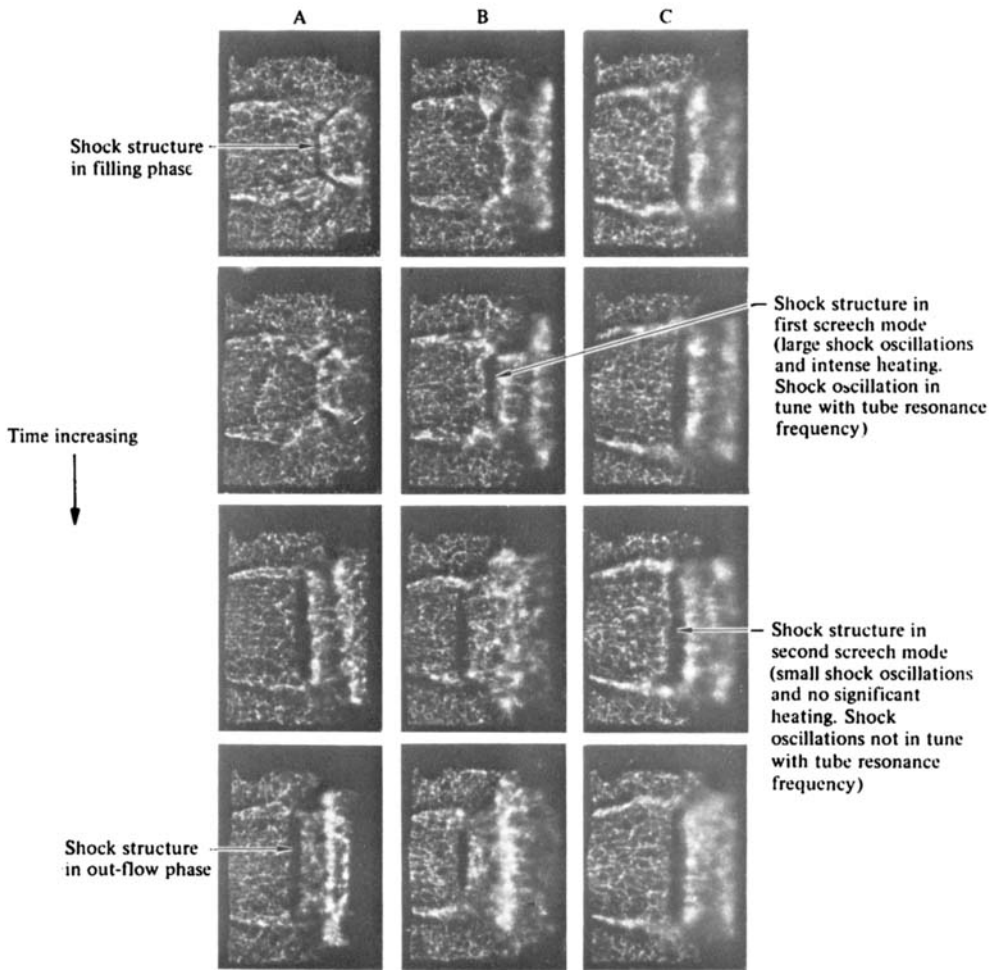 A
B
C
Shock structure
in filling phase
Shock structure in
first screech mode
(large shock oscillations
and intense heating.
Shock oscillation in
tune with tube resonance
frequency)
Time increasing
Shock structure in
second screech mode
(small shock oscillations
and no significant
heating. Shock
oscillations not in tune
with tube resonance
frequency)
Shock structure
in out-flow phase